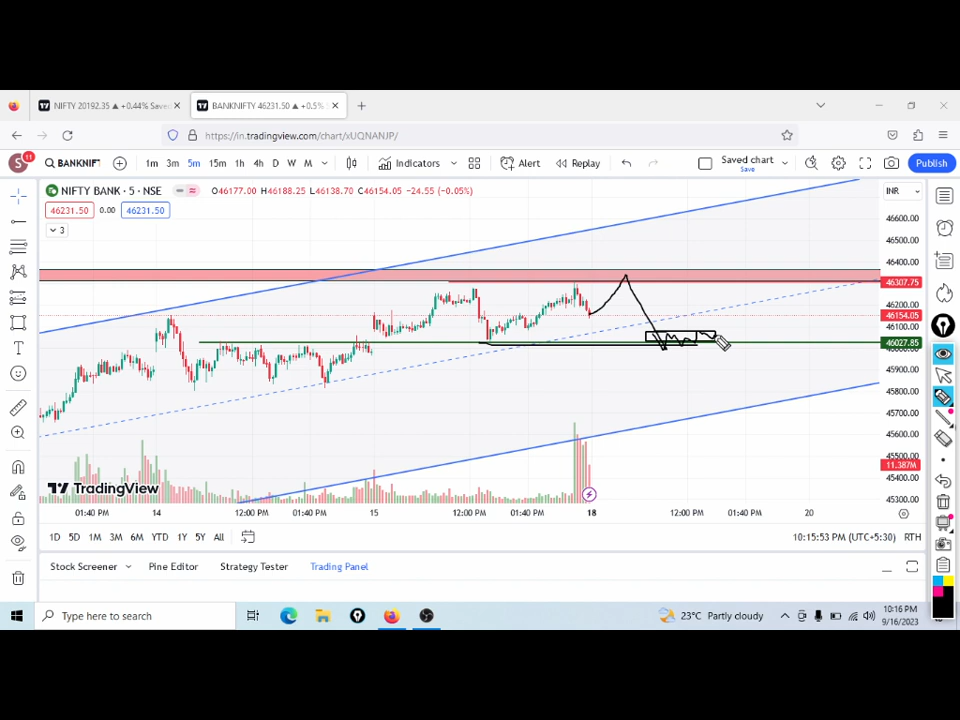 NIFTY 20192.35 ▲ +0.44% Saved
BANKNIFTY 46231.50 ▲ +0.5%
https://in.tradingview.com/chart/xUQNANJP/
S 11 BANKNIFT 1m 3m 5m 15m 1h 4h D W M Indicators Alert Replay Saved chart Save Publish
NIFTY BANK · 5 · NSE O46177.00 H46188.25 L46138.70 C46154.05 −24.55 (−0.05%) INR
46231.50 0.00 46231.50
3
46600.00
46500.00
46400.00
46307.75
46200.00
46154.05
46100.00
46027.85
45900.00
45800.00
45700.00
45600.00
45500.00
11.387M
45300.00
TradingView
01:40 PM 14 12:00 PM 01:40 PM 15 12:00 PM 01:40 PM 18 12:00 PM 01:40 PM 20
1D 5D 1M 3M 6M YTD 1Y 5Y All 10:15:53 PM (UTC+5:30) RTH
Stock Screener Pine Editor Strategy Tester Trading Panel
Type here to search 23°C Partly cloudy 10:16 PM
9/16/2023